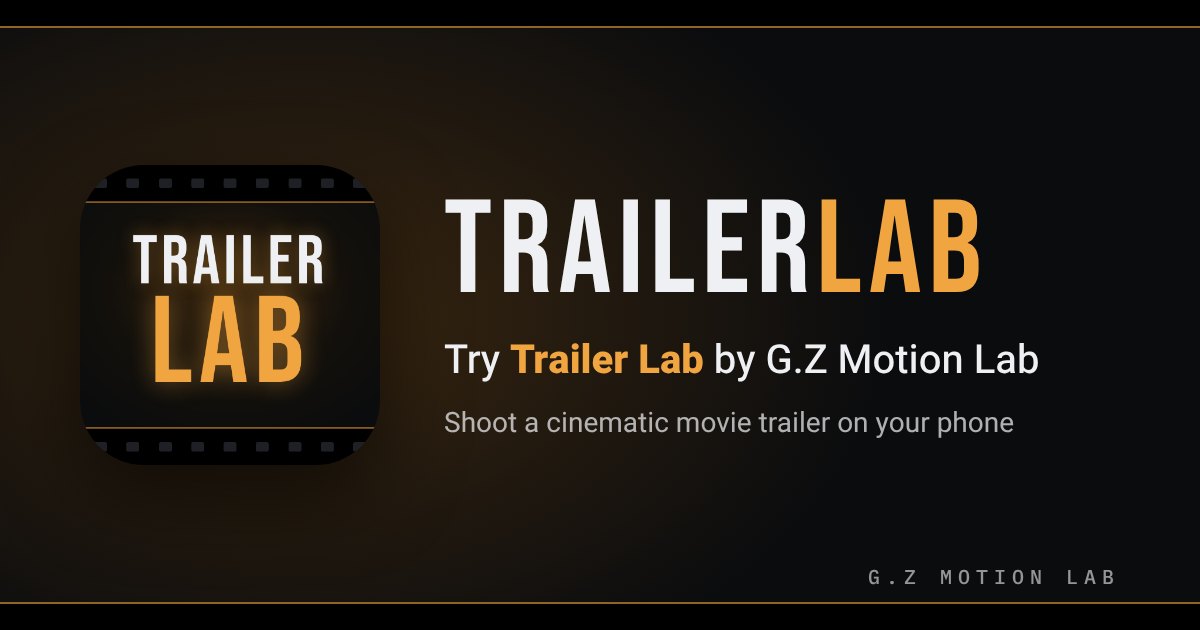 TRAILER
LAB
TRAILERLAB
Try Trailer Lab by G.Z Motion Lab
Shoot a cinematic movie trailer on your phone
G.Z MOTION LAB